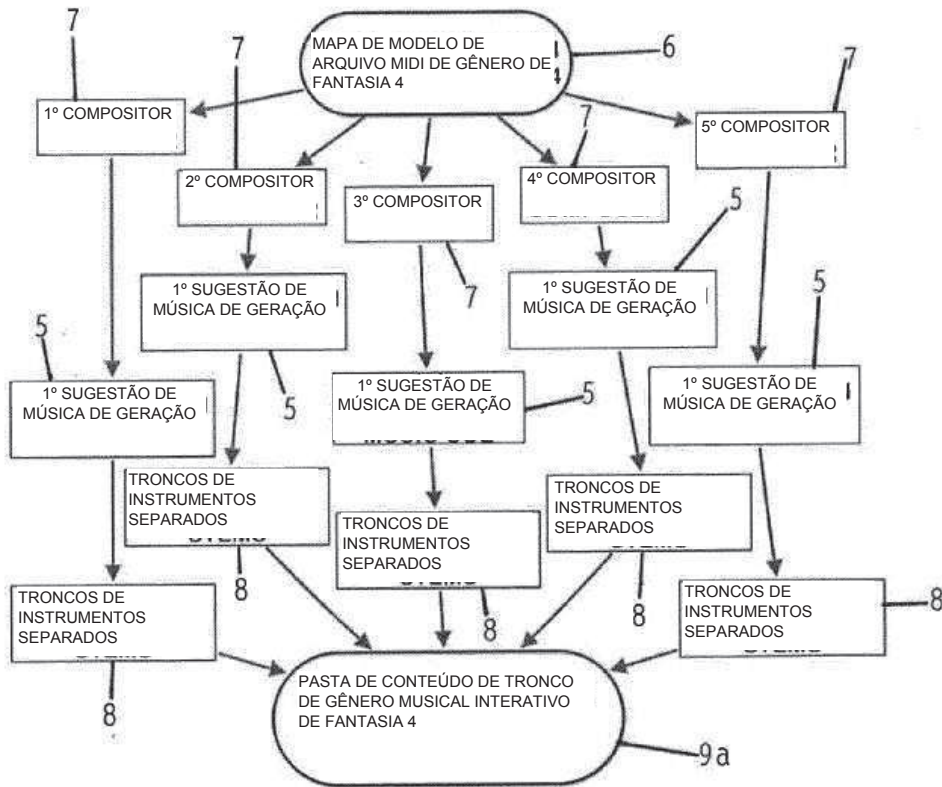 7
7
MAPA DE MODELO DE
ARQUIVO MIDI DE GÊNERO DE
FANTASIA 4
6
7
7
1º COMPOSITOR
5º COMPOSITOR
2º COMPOSITOR
3º COMPOSITOR
4º COMPOSITOR
5
7
1º SUGESTÃO DE
MÚSICA DE GERAÇÃO
1º SUGESTÃO DE
MÚSICA DE GERAÇÃO
5
5
5
1º SUGESTÃO DE
MÚSICA DE GERAÇÃO
1º SUGESTÃO DE
MÚSICA DE GERAÇÃO
5
1º SUGESTÃO DE
MÚSICA DE GERAÇÃO
TRONCOS DE
INSTRUMENTOS
SEPARADOS
TRONCOS DE
INSTRUMENTOS
SEPARADOS
TRONCOS DE
INSTRUMENTOS
SEPARADOS
8
8
8
TRONCOS DE
INSTRUMENTOS
SEPARADOS
TRONCOS DE
INSTRUMENTOS
SEPARADOS
8
8
PASTA DE CONTEÚDO DE TRONCO
DE GÊNERO MUSICAL INTERATIVO
DE FANTASIA 4
9a